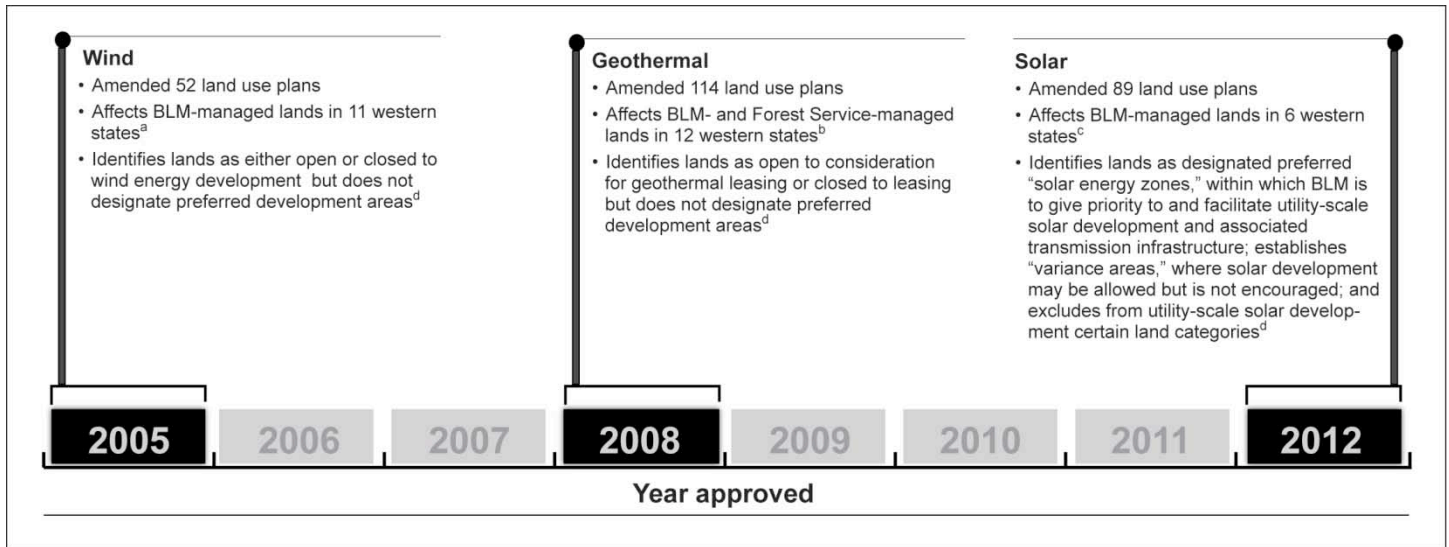 Wind
• Amended 52 land use plans
• Affects BLM-managed lands in 11 western
statesa
• Identifies lands as either open or closed to
wind energy development but does not
designate preferred development areasd
Geothermal
• Amended 114 land use plans
• Affects BLM- and Forest Service-managed
lands in 12 western statesb
• Identifies lands as open to consideration
for geothermal leasing or closed to leasing
but does not designate preferred
development areasd
Solar
• Amended 89 land use plans
• Affects BLM-managed lands in 6 western
statesc
• Identifies lands as designated preferred
“solar energy zones,” within which BLM is
to give priority to and facilitate utility-scale
solar development and associated
transmission infrastructure; establishes
“variance areas,” where solar development
may be allowed but is not encouraged; and
excludes from utility-scale solar develop-
ment certain land categoriesd
2005 2006 2007 2008 2009 2010 2011 2012
Year approved